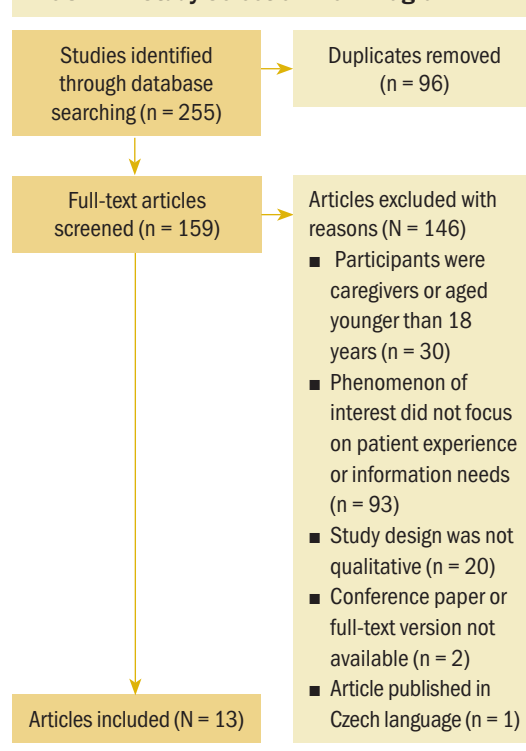 Studies identified
through database
searching (n = 255)
Duplicates removed
(n = 96)
Full-text articles
screened (n = 159)
Articles excluded with
reasons (N = 146)
■ Participants were
caregivers or aged
younger than 18
years (n = 30)
■ Phenomenon of
interest did not focus
on patient experience
or information needs
(n = 93)
■ Study design was not
qualitative (n = 20)
■ Conference paper or
full-text version not
available (n = 2)
■ Article published in
Czech language (n = 1)
Articles included (N = 13)